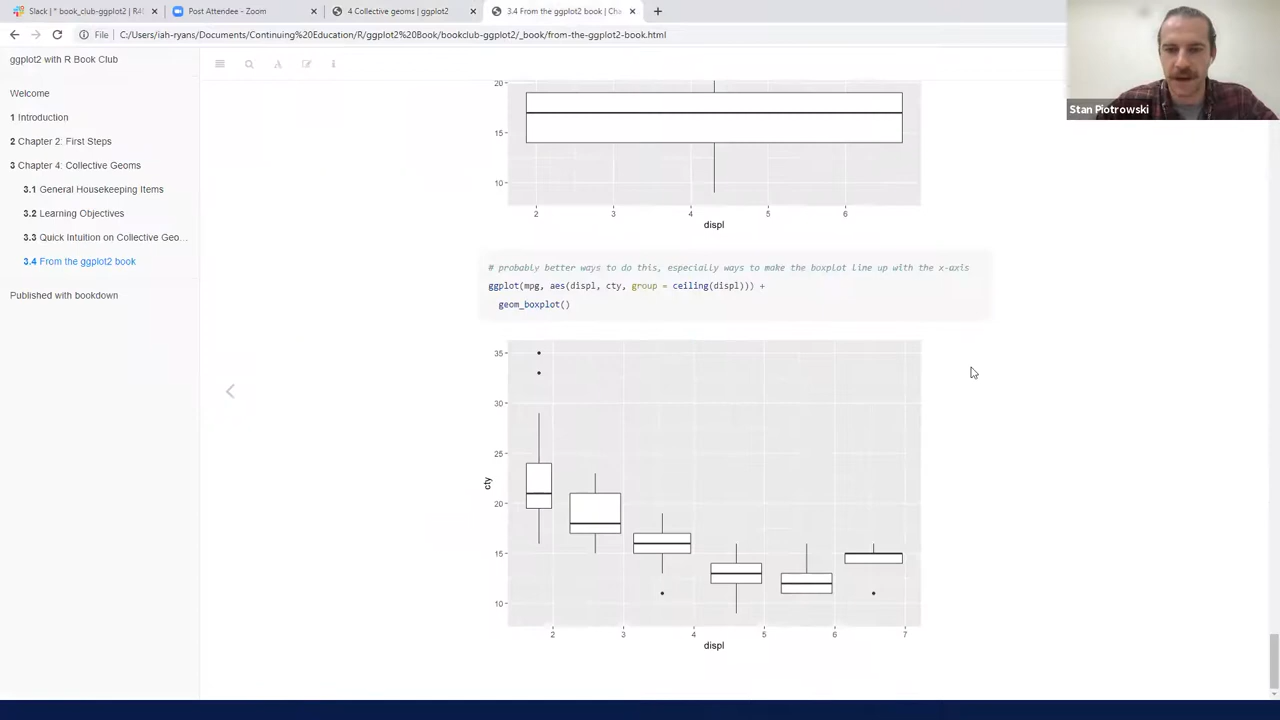 Slack | * book_club-ggplot2 | R4
Post Attendee - Zoom
4 Collective geoms | ggplot2
3.4 From the ggplot2 book | Cha
File
C:/Users/iah-ryans/Documents/Continuing%20Education/R/ggplot2%20Book/bookclub-ggplot2/_book/from-the-ggplot2-book.html
Stan Piotrowski
ggplot2 with R Book Club
Welcome
1 Introduction
2 Chapter 2: First Steps
3 Chapter 4: Collective Geoms
3.1 General Housekeeping Items
3.2 Learning Objectives
3.3 Quick Intuition on Collective Geo...
3.4 From the ggplot2 book
Published with bookdown
20
15
10
2 3 4 5 6
displ
# probably better ways to do this, especially ways to make the boxplot line up with the x-axis
ggplot(mpg, aes(displ, cty, group = ceiling(displ))) +
geom_boxplot()
35
30
25
20
15
10
cty
2 3 4 5 6 7
displ